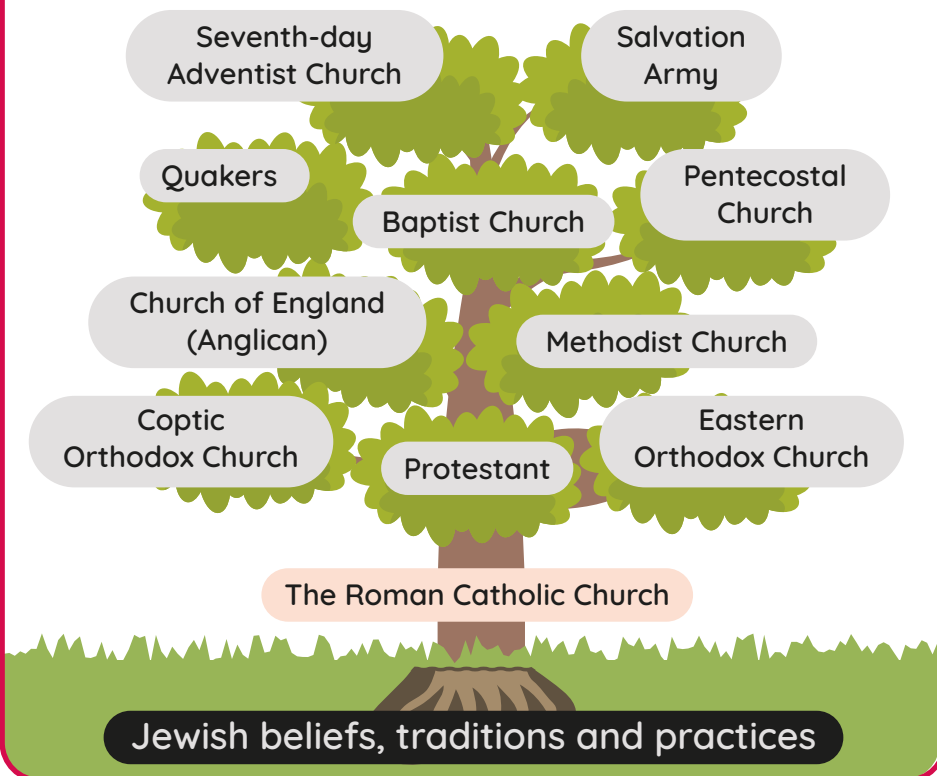 Seventh-day
Adventist Church
Salvation
Army
Quakers
Pentecostal
Church
Baptist Church
Church of England
(Anglican)
Methodist Church
Coptic
Orthodox Church
Protestant
Eastern
Orthodox Church
The Roman Catholic Church
Jewish beliefs, traditions and practices